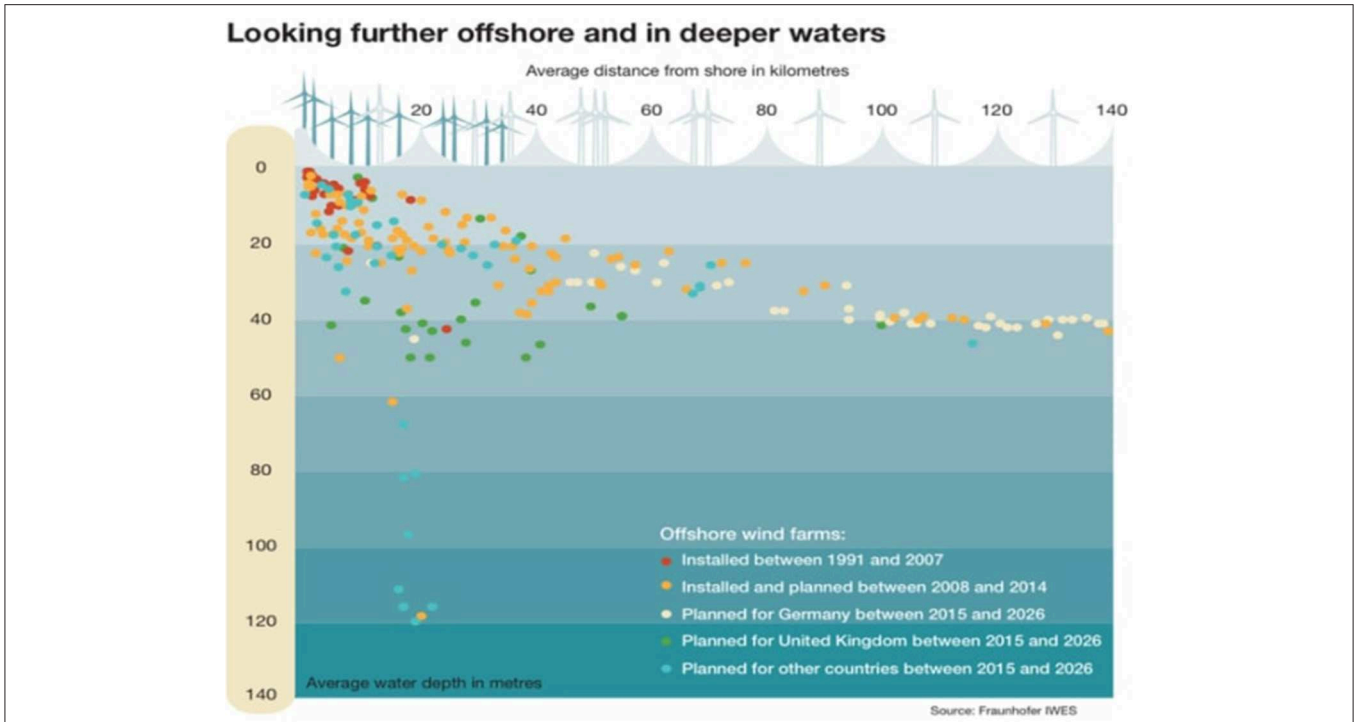 Looking further offshore and in deeper waters
Average distance from shore in kilometres
20 40 60 80 100 120 140
0
20
40
60
80
100
120
140
Offshore wind farms:
Installed between 1991 and 2007
Installed and planned between 2008 and 2014
Planned for Germany between 2015 and 2026
Planned for United Kingdom between 2015 and 2026
Planned for other countries between 2015 and 2026
Average water depth in metres
Source: Fraunhofer IWES